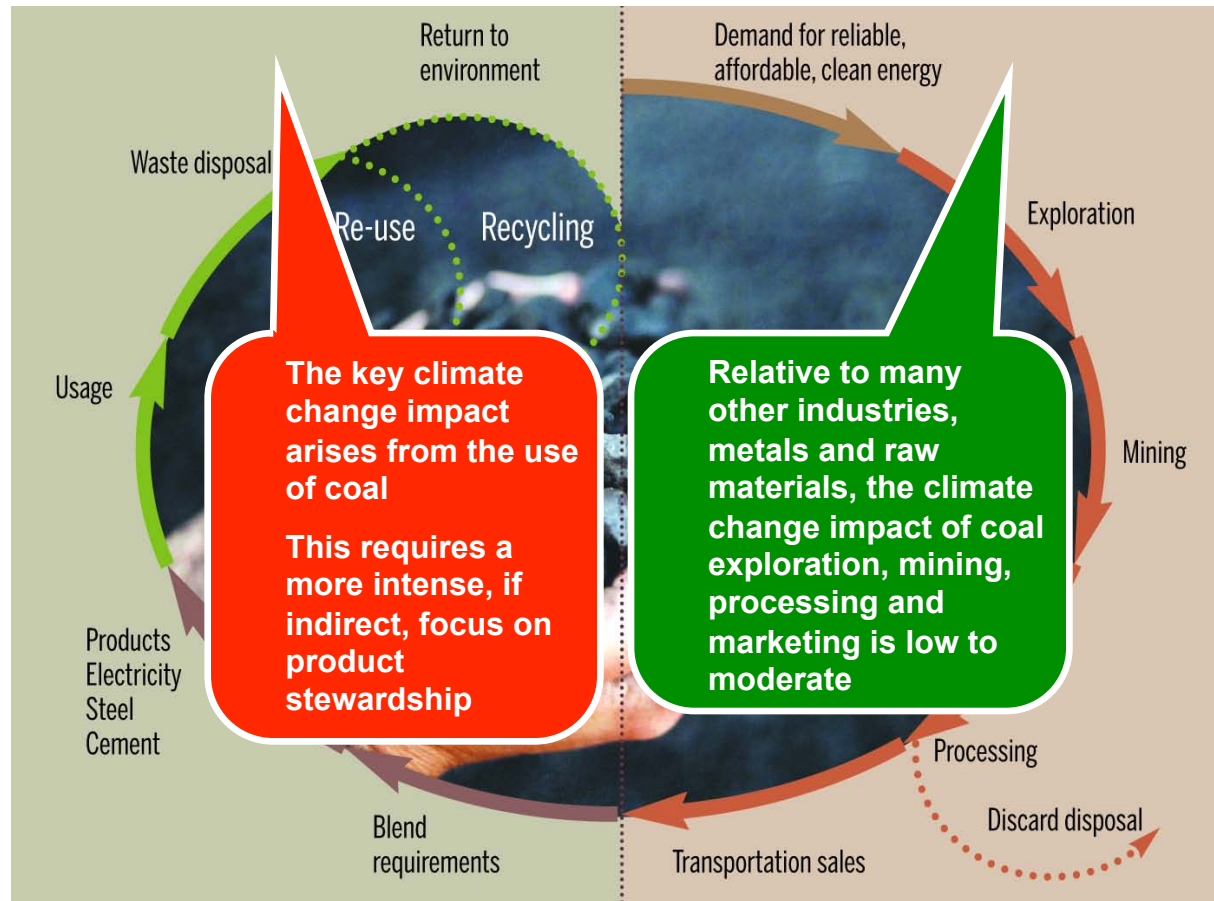 Return to
environment
Demand for reliable,
affordable, clean energy
Waste disposal
Re-use
Recycling
Exploration
Usage
The key climate
change impact
arises from the use
of coal
This requires a
more intense, if
indirect, focus on
product
stewardship
Relative to many
other industries,
metals and raw
materials, the climate
change impact of coal
exploration, mining,
processing and
marketing is low to
moderate
Mining
Products
Electricity
Steel
Cement
Processing
Discard disposal
Blend
requirements
Transportation sales